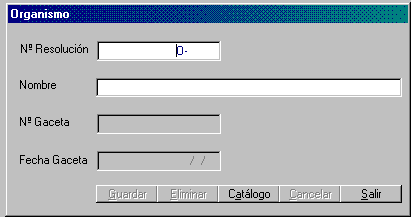 Organismo
Nº Resolución 0-
Nombre
Nº Gaceta
Fecha Gaceta / /
Guardar Eliminar Catálogo Cancelar Salir